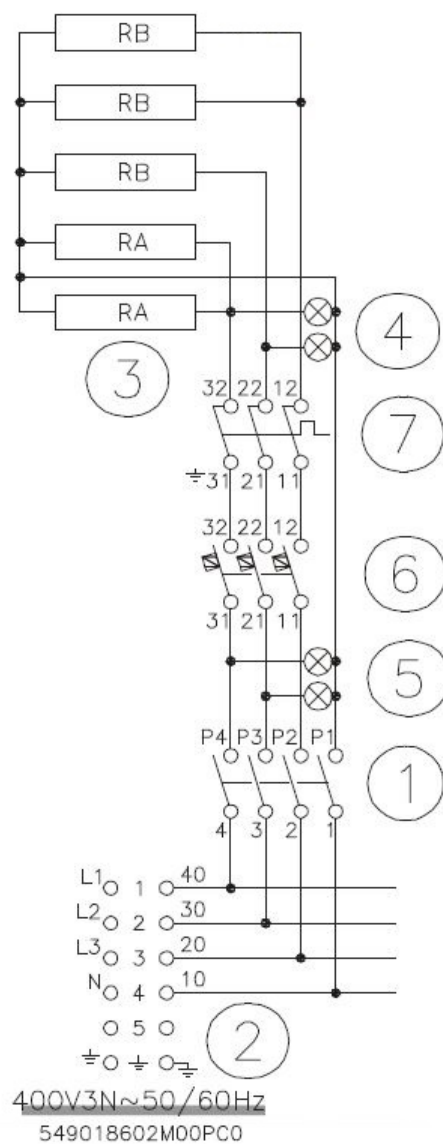 RB
RB
RB
RA
RA
4
3
32 22 12
7
31 21 11
32 22 12
6
31 21 11
5
P4 P3 P2 P1
1
4 3 2 1
L1 1 40
L2 2 30
L3 3 20
N 4 10
5
2
400V3N~50/60Hz
549018602M00PC0